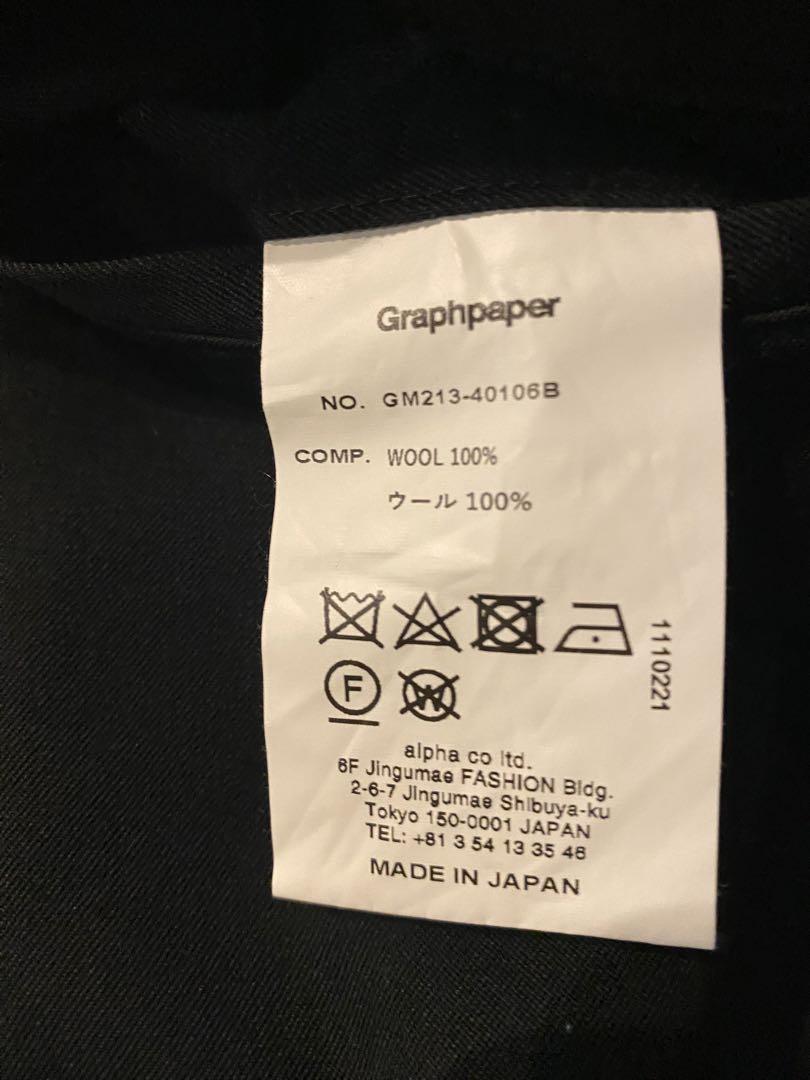 Graphpaper
NO. GM213-40106B
COMP. WOOL 100%
ウール 100%
1110221
F
W
alpha co ltd.
6F Jingumae FASHION Bldg.
2-6-7 Jingumae Shibuya-ku
Tokyo 150-0001 JAPAN
TEL: +81 3 54 13 35 48
MADE IN JAPAN